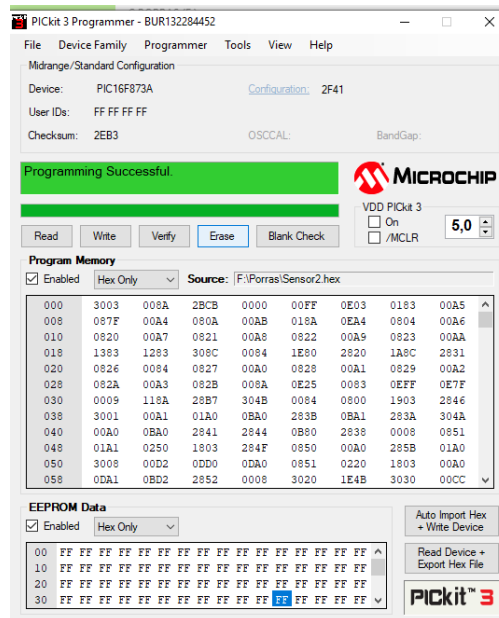 PICkit 3 Programmer - BUR132284452
File Device Family Programmer Tools View Help
Midrange/Standard Configuration
Device: PIC16F873A Configuration: 2F41
User IDs: FF FF FF FF
Checksum: 2EB3 OSCCAL: BandGap:
Programming Successful.
MICROCHIP
VDD PICkit 3
On
/MCLR
5,0
Read Write Verify Erase Blank Check
Program Memory
Enabled Hex Only Source: F:\Porras\Sensor2.hex
000 3003 008A 2BCB 0000 00FF 0E03 0183 00A5
008 087F 00A4 080A 00AB 018A 0EA4 0804 00A6
010 0820 00A7 0821 00A8 0822 00A9 0823 00AA
018 1383 1283 308C 0084 1E80 2820 1A8C 2831
020 0826 0084 0827 00A0 0828 00A1 0829 00A2
028 082A 00A3 082B 008A 0E25 0083 0EFF 0E7F
030 0009 118A 28B7 304B 0084 0800 1903 2846
038 3001 00A1 01A0 0BA0 283B 0BA1 283A 304A
040 00A0 0BA0 2841 2844 0B80 2838 0008 0851
048 01A1 0250 1803 284F 0850 00A0 285B 01A0
050 3008 00D2 0DD0 0DA0 0851 0220 1803 00A0
058 0DA1 0BD2 2852 0008 3020 1E4B 3030 00CC
EEPROM Data
Enabled Hex Only
00 FF FF FF FF FF FF FF FF FF FF FF FF FF FF FF FF
10 FF FF FF FF FF FF FF FF FF FF FF FF FF FF FF FF
20 FF FF FF FF FF FF FF FF FF FF FF FF FF FF FF FF
30 FF FF FF FF FF FF FF FF FF FF FF FF FF FF FF FF
Auto Import Hex
+ Write Device
Read Device +
Export Hex File
PICkit™ 3